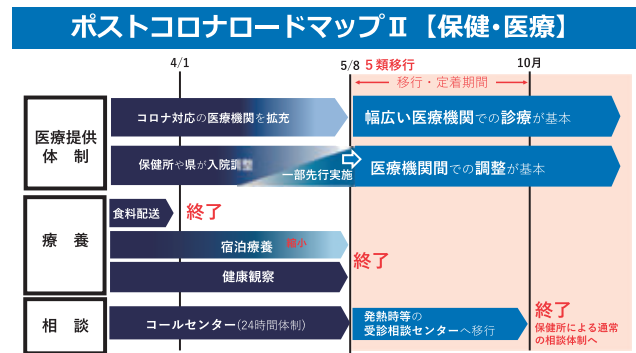 ポストコロナロードマップⅡ【保健・医療】
4/1
5/8 5類移行
10月
移行・定着期間
医療提供
体 制
コロナ対応の医療機関を拡充
幅広い医療機関での診療が基本
保健所や県が入院調整
一部先行実施
医療機関間での調整が基本
療 養
食料配送
終了
宿泊療養
縮小
健康観察
終了
相 談
コールセンター(24時間体制)
発熱時等の
受診相談センターへ移行
終了
保健所による通常
の相談体制へ